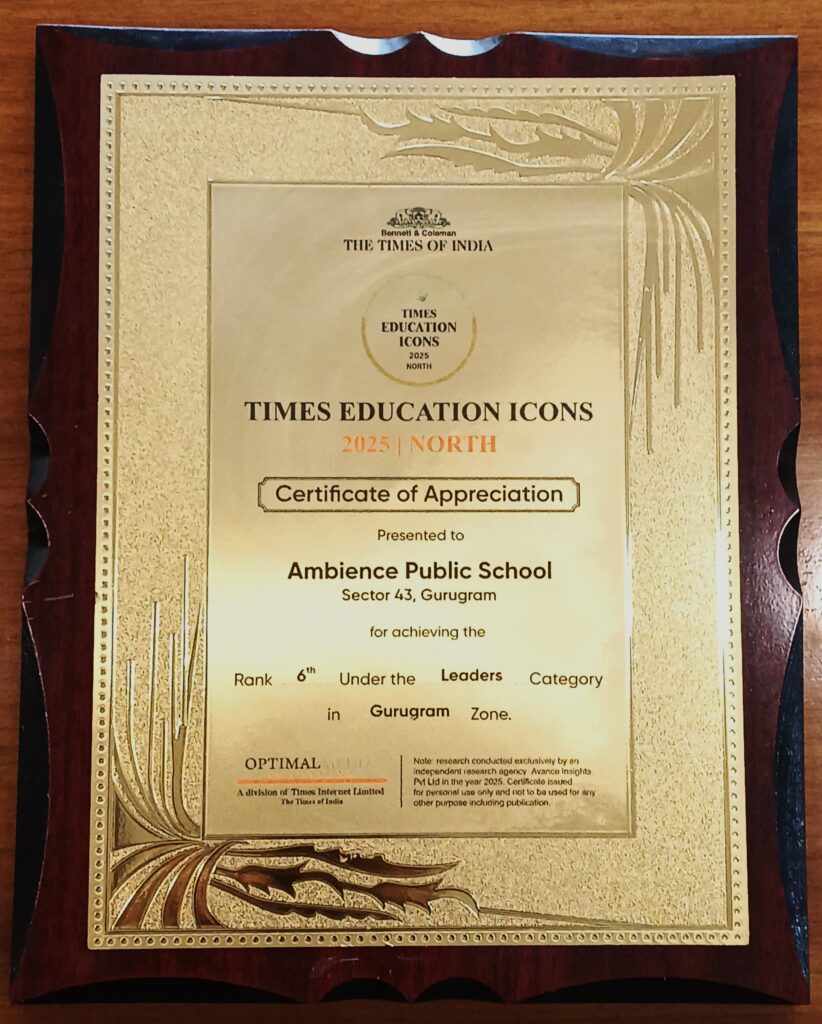 Bennett & Coleman
THE TIMES OF INDIA
TIMES
EDUCATION
ICONS
2025
NORTH
TIMES EDUCATION ICONS
2025 | NORTH
Certificate of Appreciation
Presented to
Ambience Public School
Sector 43, Gurugram
for achieving the
Rank 6th Under the Leaders Category
in Gurugram Zone.
OPTIMAL MEDIA
A division of Times Internet Limited
The Times of India
Note: research conducted exclusively by an
independent research agency Avance Insights
Pvt Ltd in the year 2025. Certificate issued
for personal use only and not to be used for any
other purpose including publication.